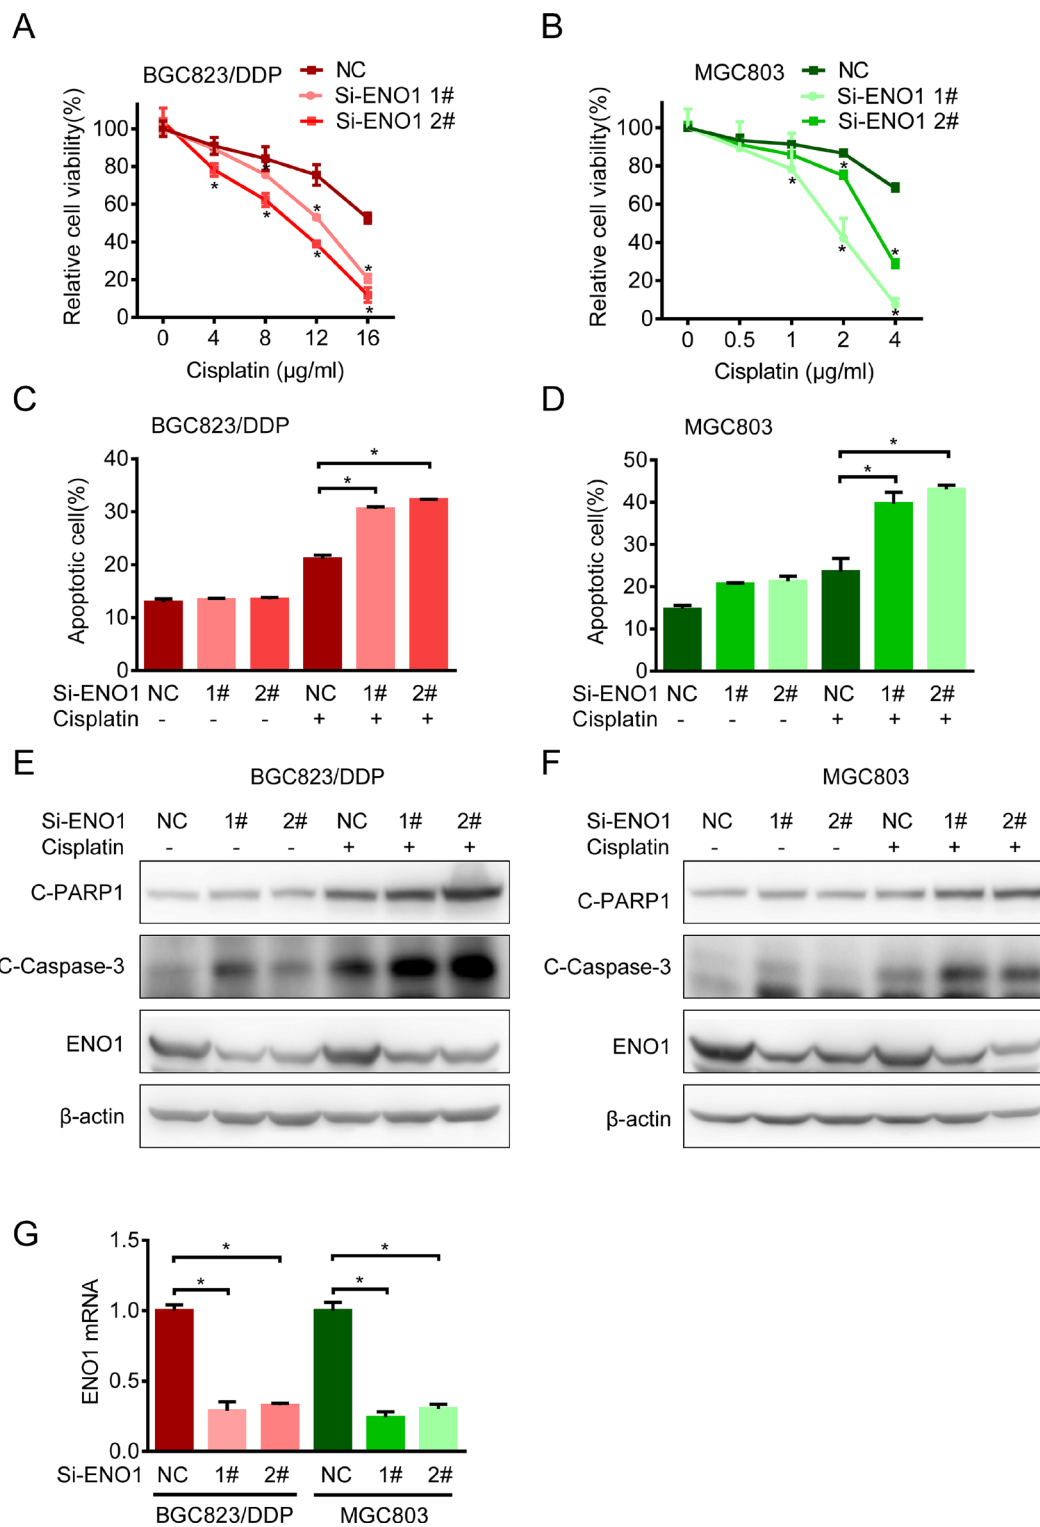 A
BGC823/DDP
NC
Si-ENO1 1#
Si-ENO1 2#
Relative cell viability(%)
100
80
60
40
20
0
* * * * * * *
0 4 8 12 16
Cisplatin (µg/ml)
B
MGC803
NC
Si-ENO1 1#
Si-ENO1 2#
Relative cell viability(%)
100
80
60
40
20
0
* * * * *
0 0.5 1 2 4
Cisplatin (µg/ml)
C
BGC823/DDP
Apoptotic cell(%)
40
30
20
10
0
*
*
Si-ENO1 NC 1# 2# NC 1# 2#
Cisplatin - - - + + +
D
MGC803
Apoptotic cell(%)
50
40
30
20
10
0
*
*
Si-ENO1 NC 1# 2# NC 1# 2#
Cisplatin - - - + + +
E
BGC823/DDP
Si-ENO1 NC 1# 2# NC 1# 2#
Cisplatin - - - + + +
C-PARP1
C-Caspase-3
ENO1
β-actin
F
MGC803
Si-ENO1 NC 1# 2# NC 1# 2#
Cisplatin - - - + + +
C-PARP1
C-Caspase-3
ENO1
β-actin
G
ENO1 mRNA
1.5
1.0
0.5
0.0
* *
* *
Si-ENO1 NC 1# 2# NC 1# 2#
BGC823/DDP MGC803